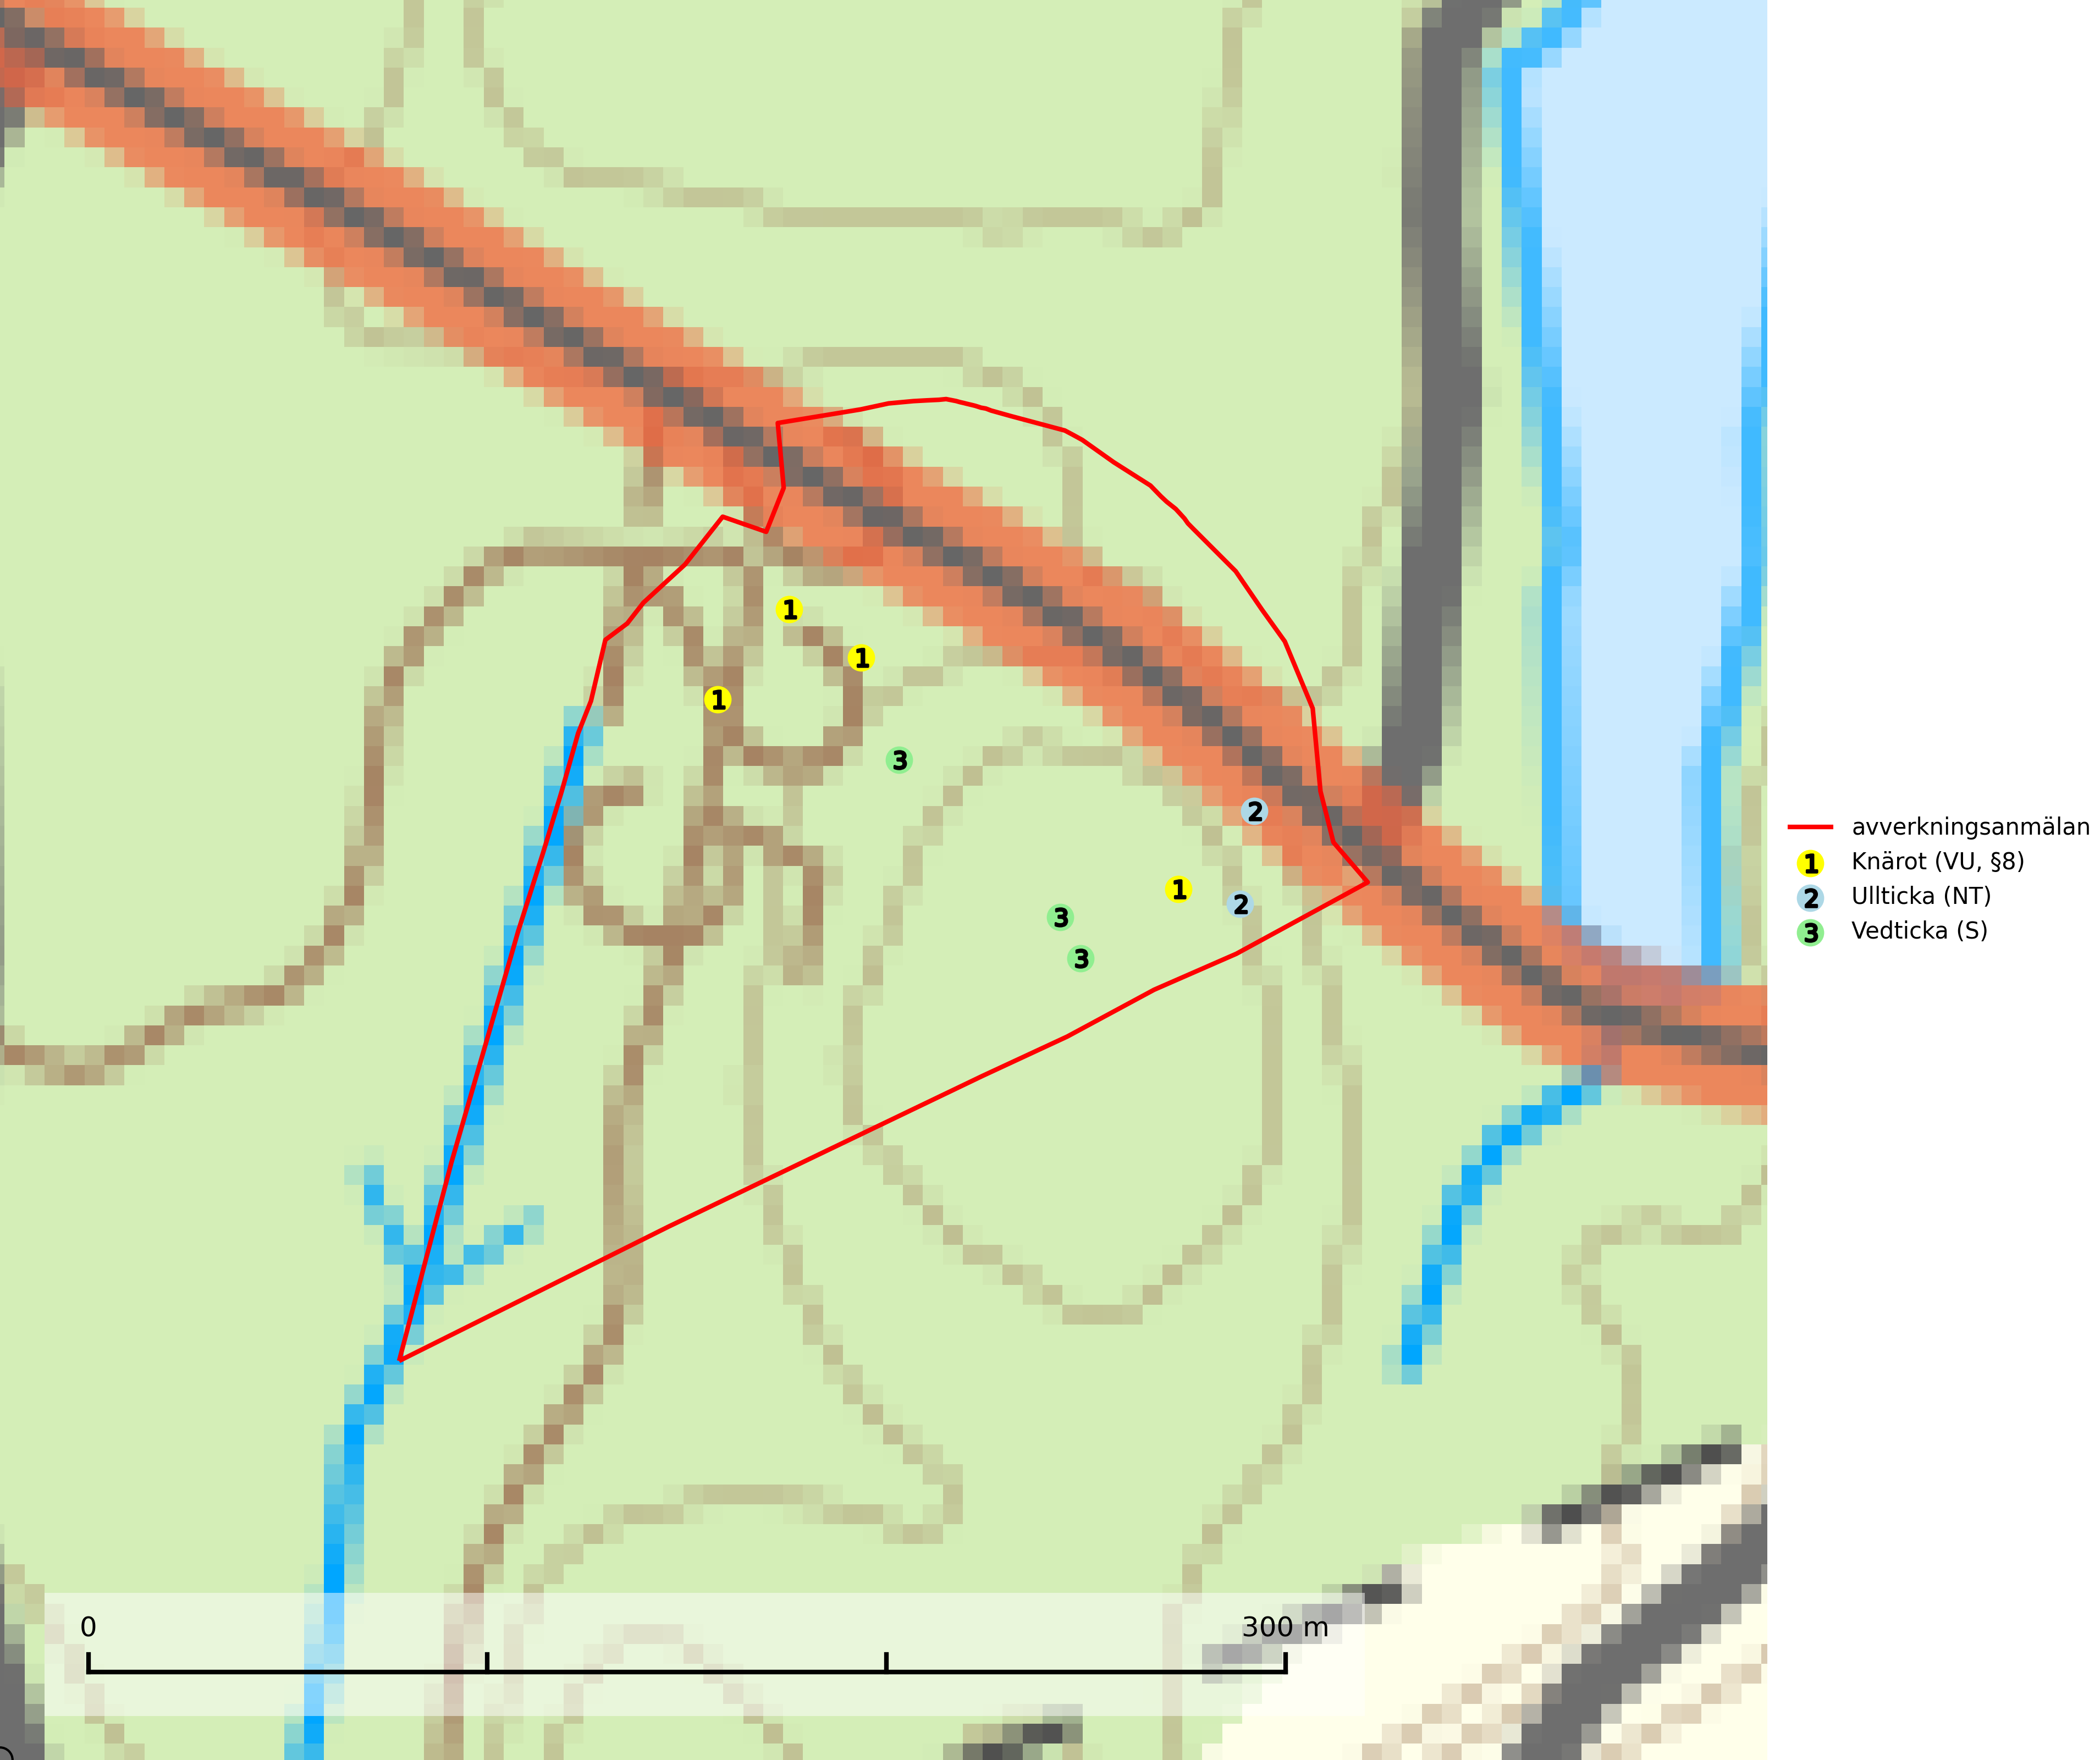 1
1
1
3
2
1
2
3
3
avverkningsanmälan
1 Knärot (VU, §8)
2 Ullticka (NT)
3 Vedticka (S)
0 300 m